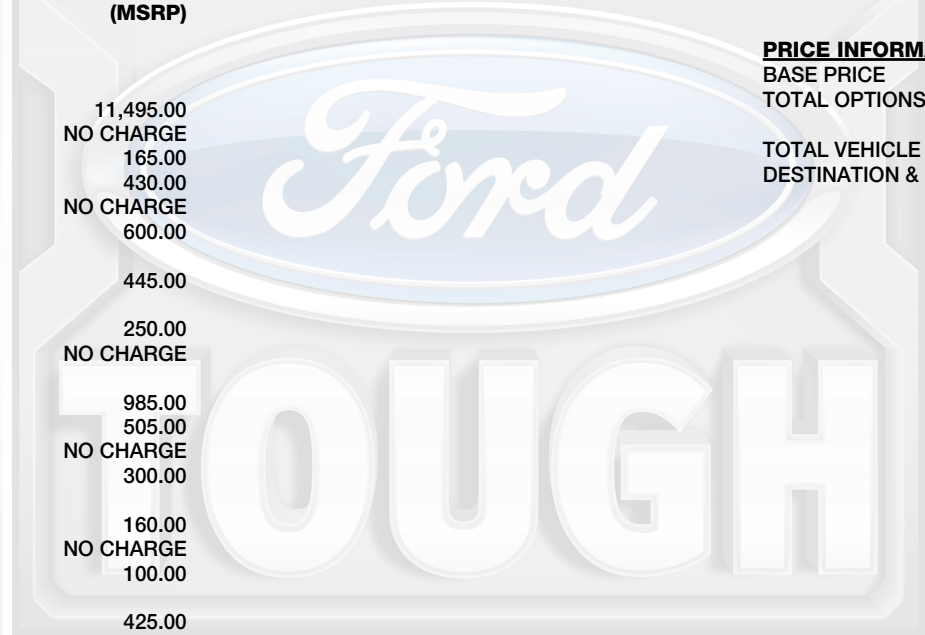 (MSRP)
11,495.00
NO CHARGE
165.00
430.00
NO CHARGE
600.00
445.00
250.00
NO CHARGE
985.00
505.00
NO CHARGE
300.00
160.00
NO CHARGE
100.00
425.00
PRICE INFORMA
BASE PRICE
TOTAL OPTIONS
TOTAL VEHICLE
DESTINATION &
Ford
TOUGH